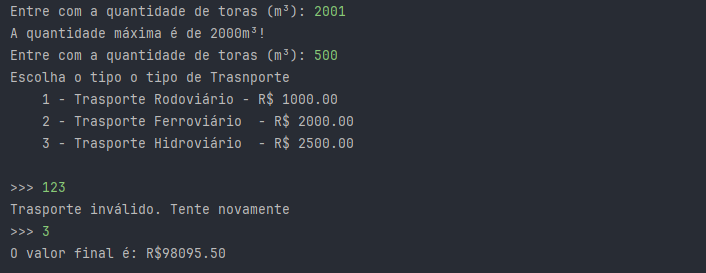 Entre com a quantidade de toras (m³): 2001
A quantidade máxima é de 2000m³!
Entre com a quantidade de toras (m³): 500
Escolha o tipo o tipo de Trasnporte
    1 - Trasporte Rodoviário - R$ 1000.00
    2 - Trasporte Ferroviário  - R$ 2000.00
    3 - Trasporte Hidroviário  - R$ 2500.00
>>> 123
Trasporte inválido. Tente novamente
>>> 3
O valor final é: R$98095.50